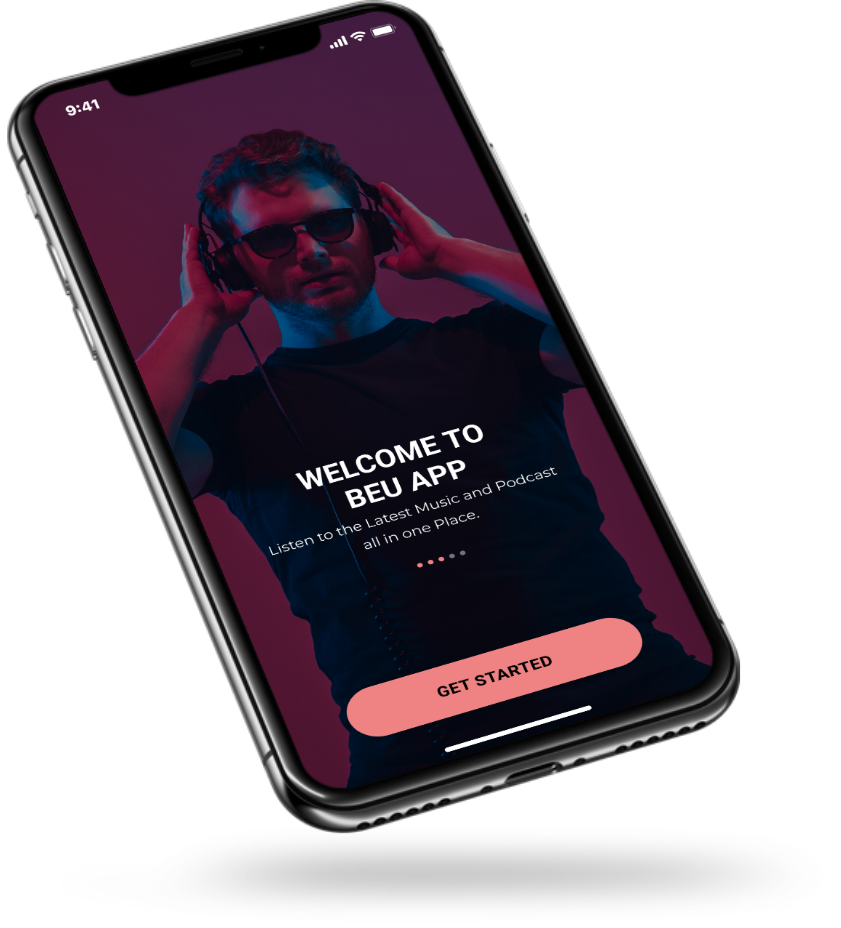 9:41
WELCOME TO
BEU APP
Listen to the Latest Music and Podcast
all in one Place.
GET STARTED